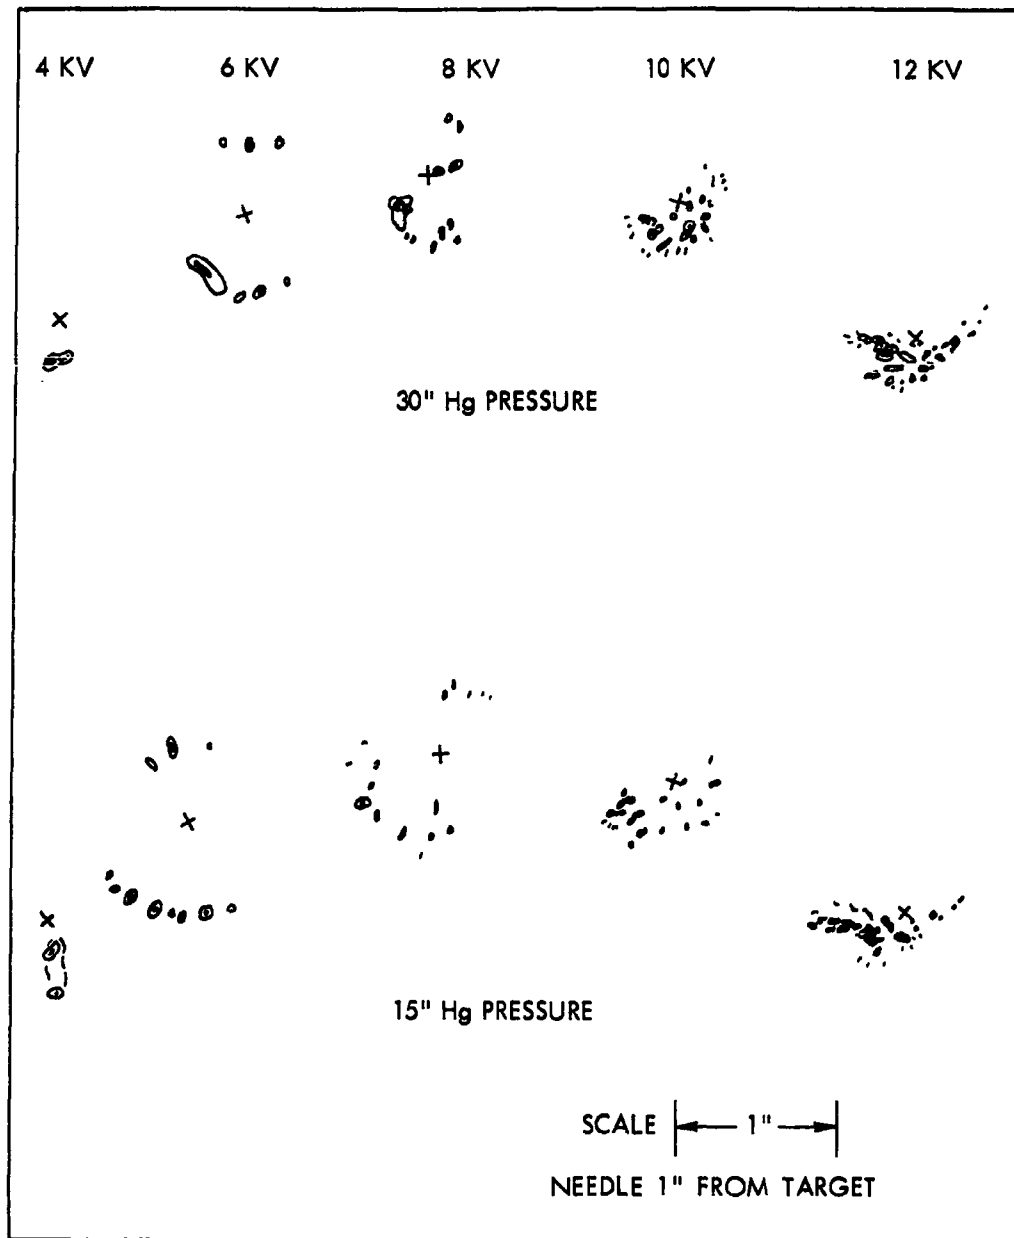 4 KV 6 KV 8 KV 10 KV 12 KV
30" Hg PRESSURE
15" Hg PRESSURE
SCALE 1"
NEEDLE 1" FROM TARGET